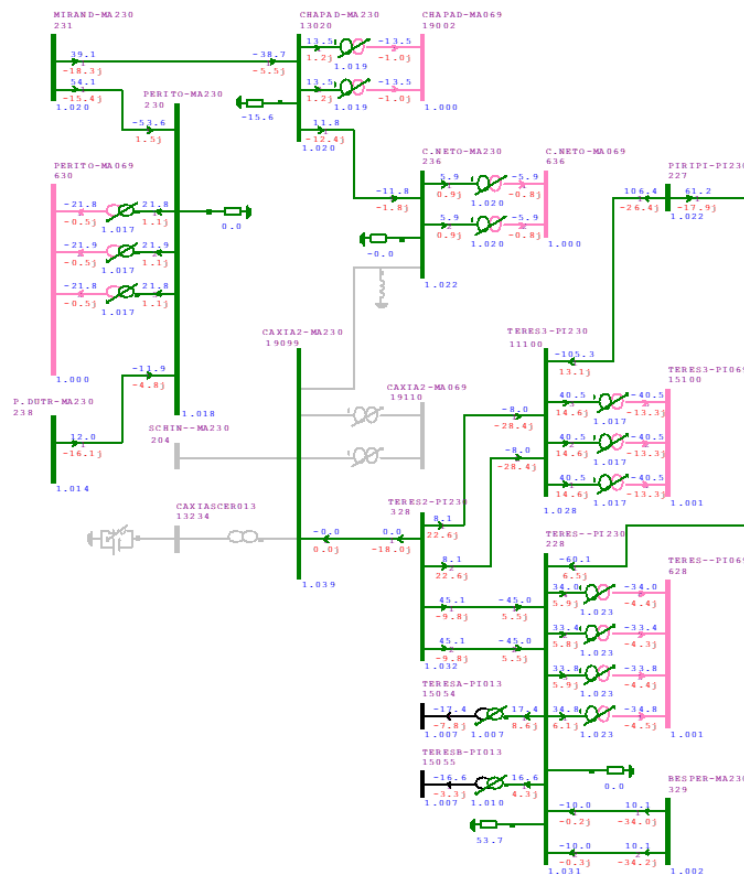 MIRAND-MA230
231
39.1
-18.3j
54.1
-15.4j
1.020
-38.7
-5.5j
CHAPAD-MA230
13020
13.5
1.2j
1.019
-13.5
-1.0j
13.5
1.2j
1.019
-13.5
-1.0j
-15.6
11.8
-12.4j
1.020
CHAPAD-MA069
19002
1.000
PERITO-MA230
230
-53.6
1.5j
PERITO-MA069
630
-21.8
-0.5j
1.017
21.8
1.1j
-21.9
-0.5j
1.017
21.9
1.1j
-21.8
-0.5j
1.017
21.8
1.1j
0.0
1.000
-11.9
-4.8j
1.018
P.DUTR-MA230
238
12.0
-16.1j
1.014
C.NETO-MA230
236
-11.8
-1.8j
5.9
0.9j
1.020
-5.9
-0.8j
5.9
0.9j
1.020
-5.9
-0.8j
-0.0
1.022
C.NETO-MA069
636
1.000
PIRIPI-PI230
227
106.4
-26.4j
61.2
-17.9j
1.022
CAXIA2-MA230
19099
CAXIA2-MA069
19110
SCHIN--MA230
204
CAXIASCER013
13234
-0.0
0.0j
1.039
TERES3-PI230
11100
-105.3
13.1j
-8.0
-28.4j
-8.0
-28.4j
40.5
14.6j
1.017
-40.5
-13.3j
40.5
14.6j
1.017
-40.5
-13.3j
40.5
14.6j
1.017
-40.5
-13.3j
1.028
TERES3-PI069
15100
1.001
TERES2-PI230
328
0.0
-18.0j
8.1
22.6j
8.1
22.6j
45.1
-9.8j
-45.0
5.5j
45.1
-9.8j
-45.0
5.5j
1.032
TERES--PI230
228
-60.1
6.5j
34.0
5.9j
1.023
-34.0
-4.4j
33.4
5.8j
1.023
-33.4
-4.3j
33.8
5.9j
1.023
-33.8
-4.4j
34.8
6.1j
1.023
-34.8
-4.5j
TERES--PI069
628
1.001
TERESA-PI013
15054
-17.4
-7.8j
1.007
1.007
17.4
8.6j
TERESB-PI013
15055
-16.6
-3.3j
1.007
1.010
16.6
4.3j
0.0
53.7
BESPER-MA230
329
-10.0
-0.2j
10.1
-34.0j
-10.0
-0.3j
10.1
-34.2j
1.031
1.002